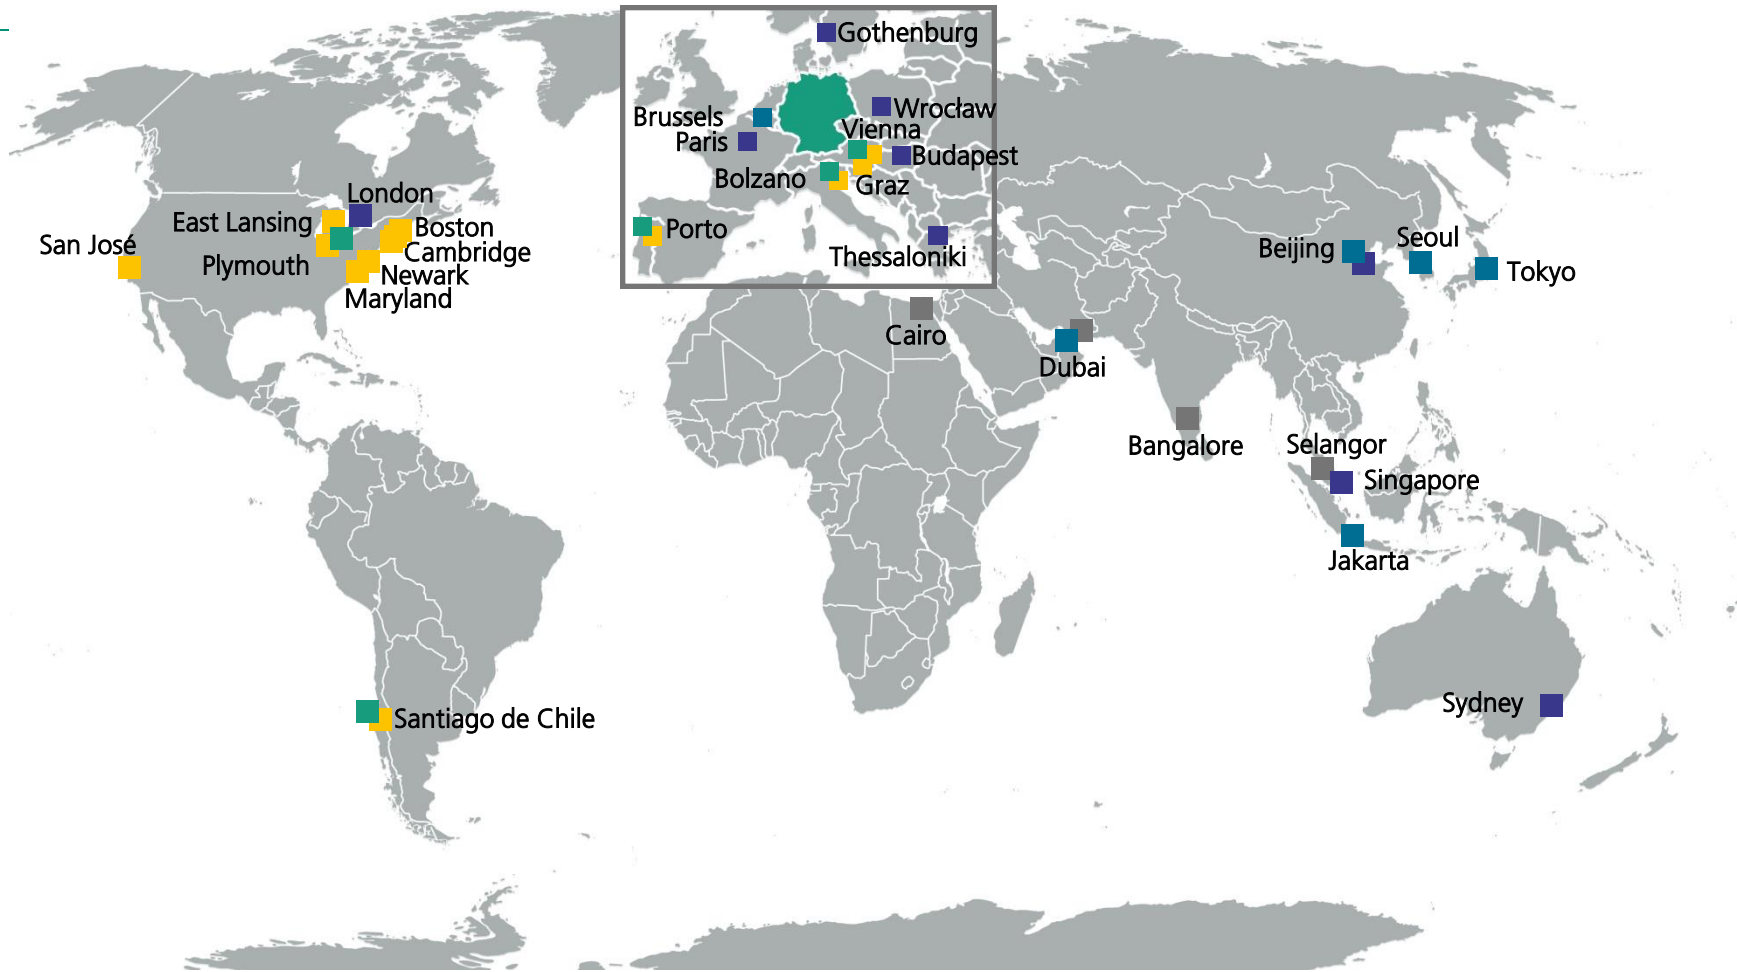 Gothenburg
Brussels
Wrocław
Paris
Vienna
Budapest
Bolzano
Graz
Porto
Thessaloniki
London
East Lansing
Boston
San José
Cambridge
Plymouth
Newark
Maryland
Beijing
Seoul
Tokyo
Cairo
Dubai
Bangalore
Selangor
Singapore
Jakarta
Sydney
Santiago de Chile